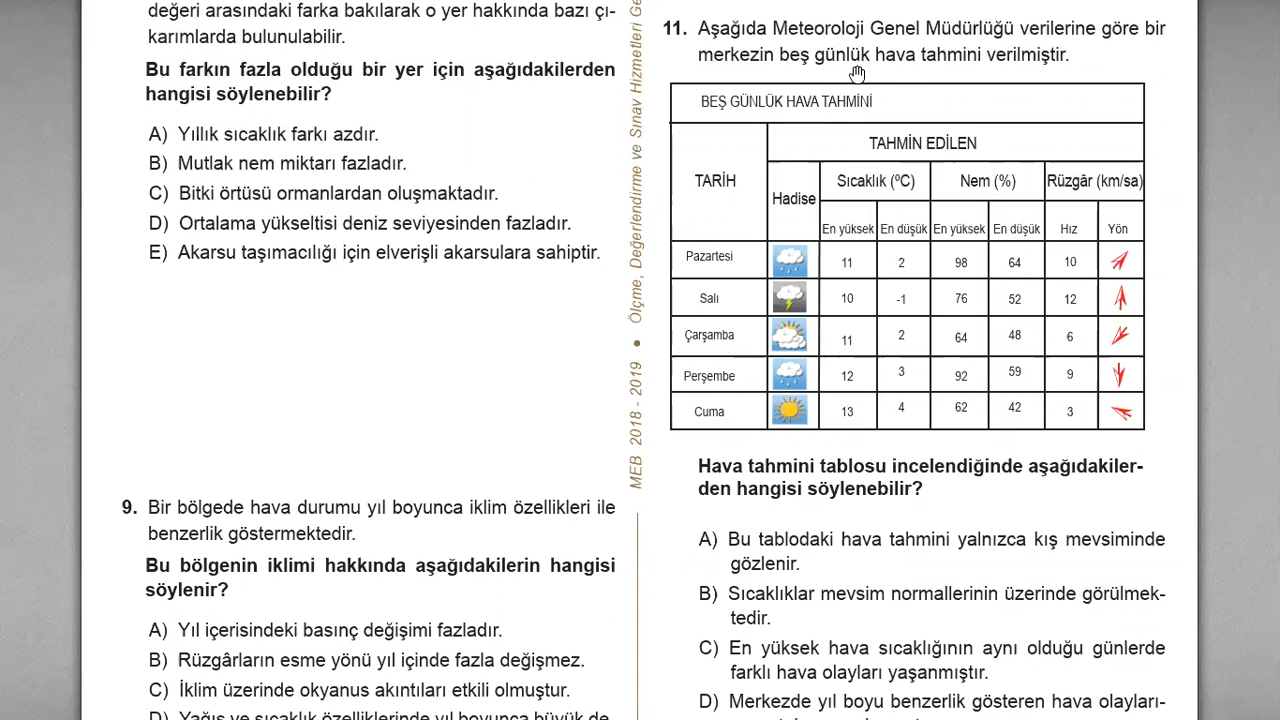 değeri arasındaki farka bakılarak o yer hakkında bazı çı-
karımlarda bulunulabilir.
Bu farkın fazla olduğu bir yer için aşağıdakilerden
hangisi söylenebilir?
A) Yıllık sıcaklık farkı azdır.
B) Mutlak nem miktarı fazladır.
C) Bitki örtüsü ormanlardan oluşmaktadır.
D) Ortalama yükseltisi deniz seviyesinden fazladır.
E) Akarsu taşımacılığı için elverişli akarsulara sahiptir.
9. Bir bölgede hava durumu yıl boyunca iklim özellikleri ile
benzerlik göstermektedir.
Bu bölgenin iklimi hakkında aşağıdakilerin hangisi
söylenir?
A) Yıl içerisindeki basınç değişimi fazladır.
B) Rüzgârların esme yönü yıl içinde fazla değişmez.
C) İklim üzerinde okyanus akıntıları etkili olmuştur.
D) Yağış ve sıcaklık özelliklerinde yıl boyunca büyük de-
MEB 2018 - 2019 • Ölçme, Değerlendirme ve Sınav Hizmetleri
11. Aşağıda Meteoroloji Genel Müdürlüğü verilerine göre bir
merkezin beş günlük hava tahmini verilmiştir.
BEŞ GÜNLÜK HAVA TAHMİNİ
TAHMİN EDİLEN
TARİH Hadise Sıcaklık (ºC) Nem (%) Rüzgâr (km/sa)
En yüksek En düşük En yüksek En düşük Hız Yön
Pazartesi 11 2 98 64 10
Salı 10 -1 76 52 12
Çarşamba 11 2 64 48 6
Perşembe 12 3 92 59 9
Cuma 13 4 62 42 3
Hava tahmini tablosu incelendiğinde aşağıdakiler-
den hangisi söylenebilir?
A) Bu tablodaki hava tahmini yalnızca kış mevsiminde
gözlenir.
B) Sıcaklıklar mevsim normallerinin üzerinde görülmek-
tedir.
C) En yüksek hava sıcaklığının aynı olduğu günlerde
farklı hava olayları yaşanmıştır.
D) Merkezde yıl boyu benzerlik gösteren hava olayları-